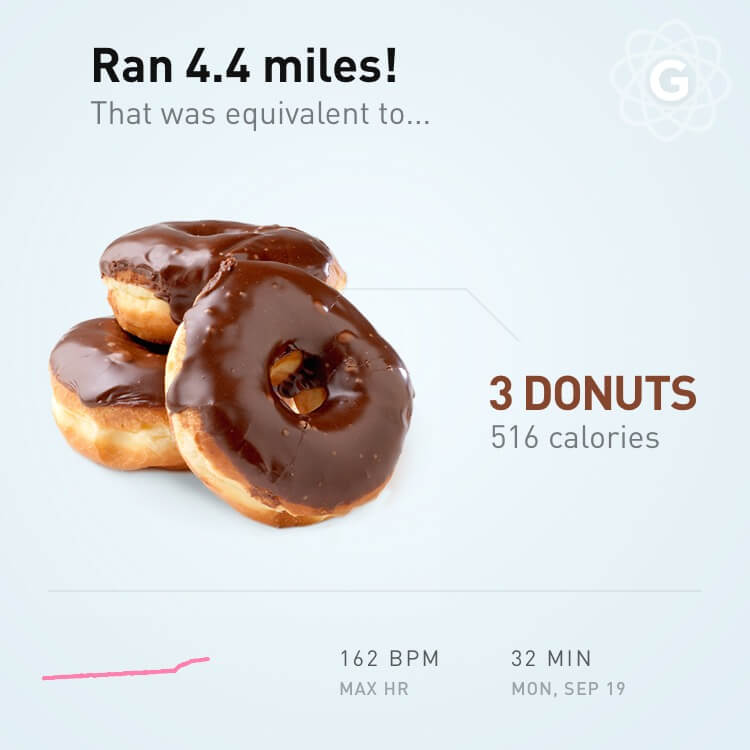 Ran 4.4 miles!
That was equivalent to...
G
3 DONUTS
516 calories
162 BPM
32 MIN
MAX HR
MON, SEP 19